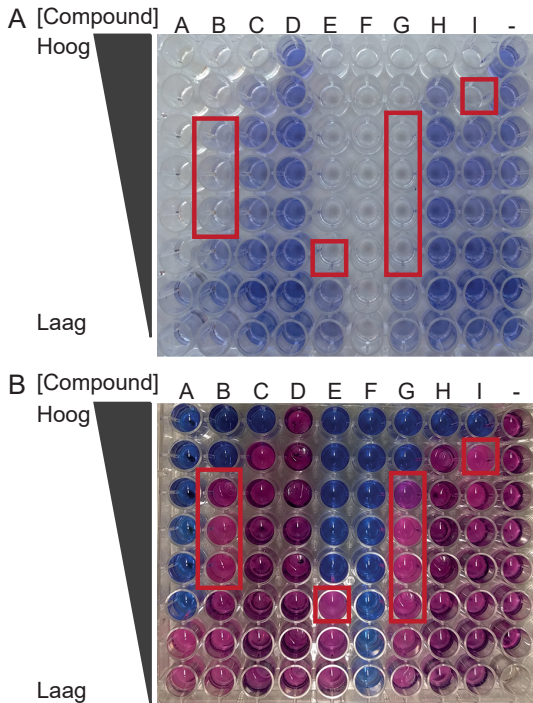 A [Compound] A B C D E F G H I -
Hoog
Laag
B [Compound] A B C D E F G H I -
Hoog
Laag